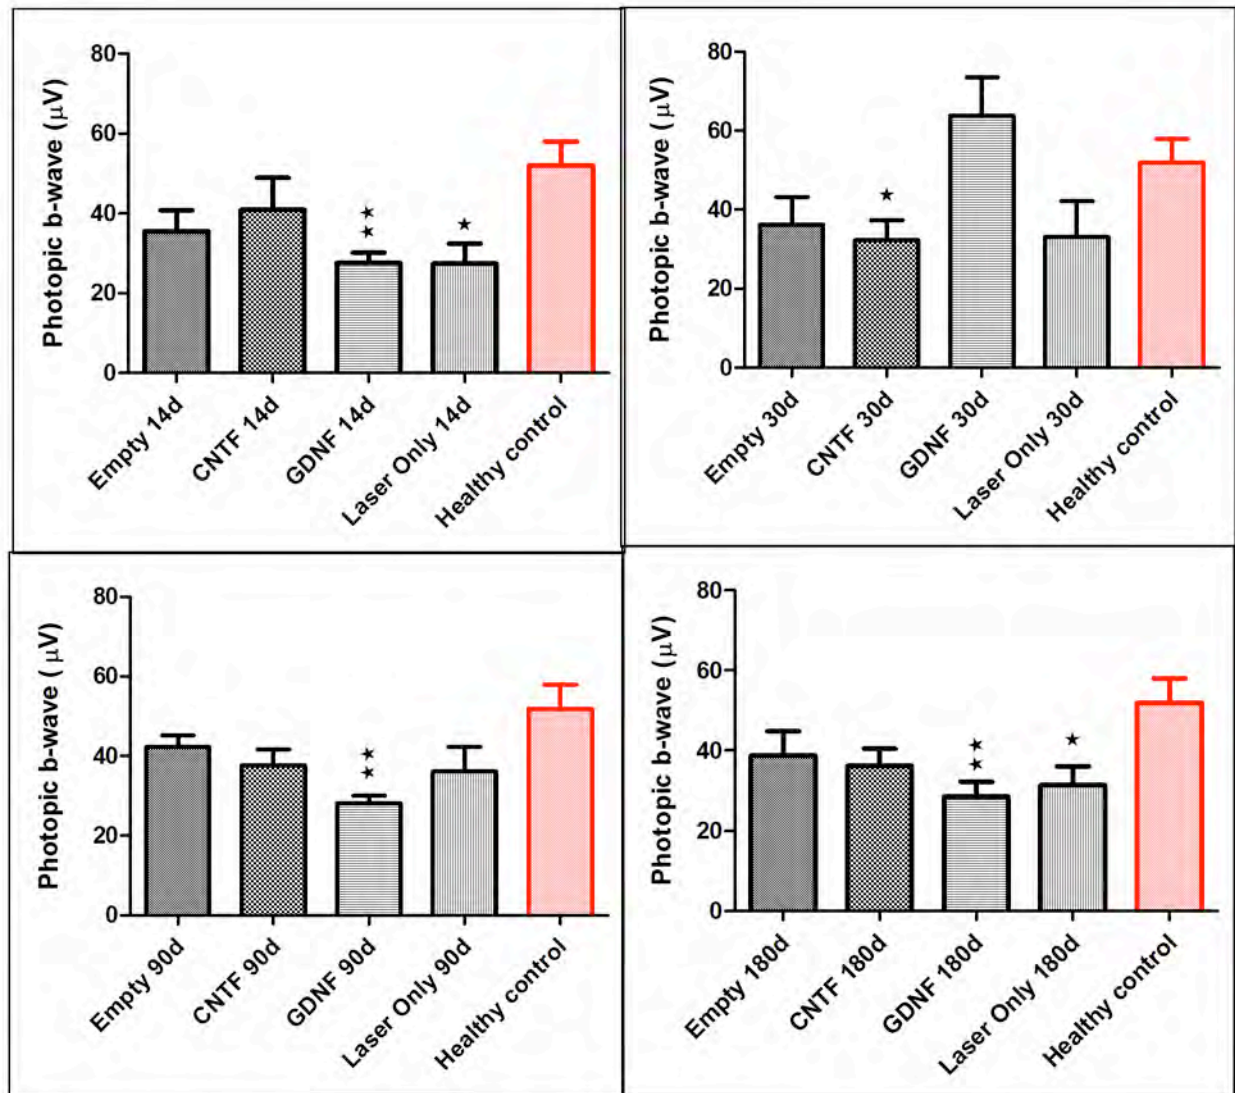 Photopic b-wave (μV)
80
60
40
20
0
★
★
★
Empty 14d
CNTF 14d
GDNF 14d
Laser Only 14d
Healthy control
Photopic b-wave (μV)
80
60
40
20
0
★
Empty 30d
CNTF 30d
GDNF 30d
Laser Only 30d
Healthy control
Photopic b-wave (μV)
80
60
40
20
0
★
★
Empty 90d
CNTF 90d
GDNF 90d
Laser Only 90d
Healthy control
Photopic b-wave (μV)
80
60
40
20
0
★
★
★
Empty 180d
CNTF 180d
GDNF 180d
Laser Only 180d
Healthy control